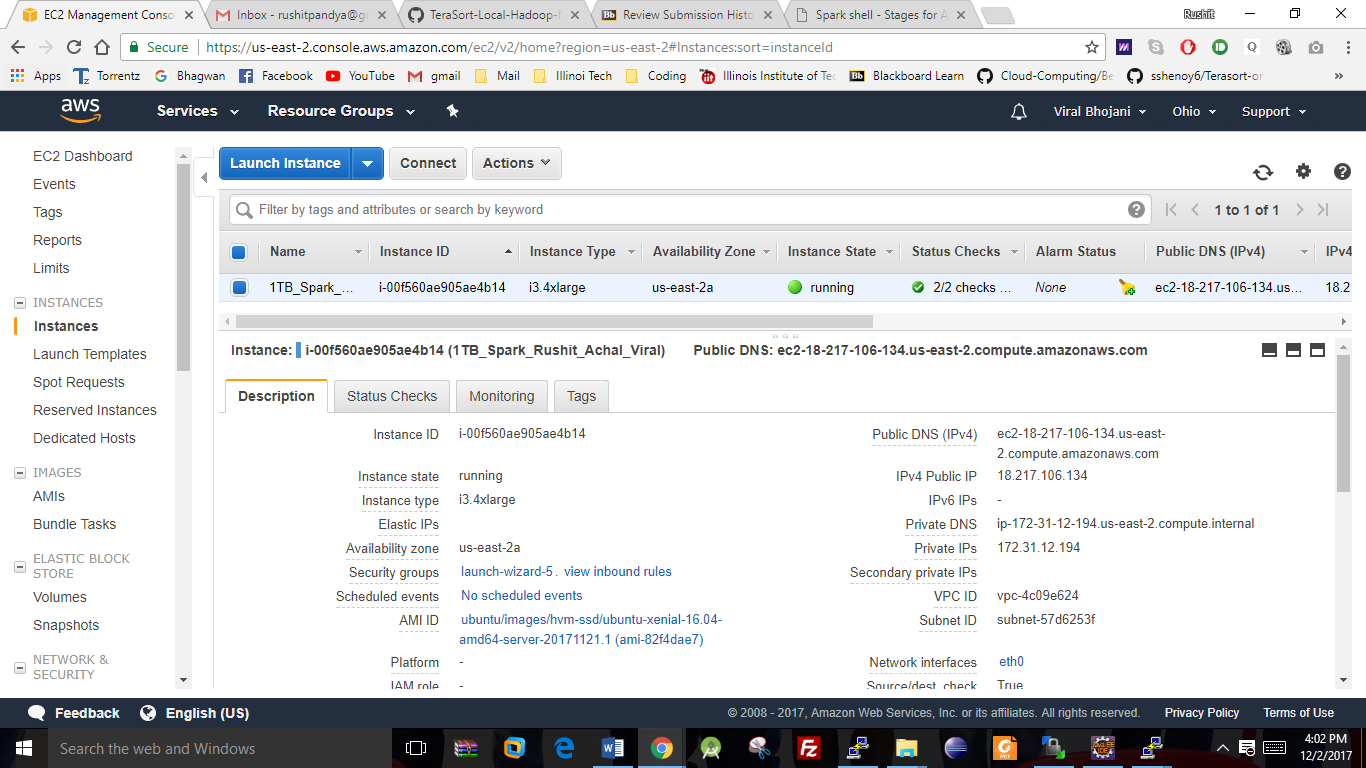 EC2 Management Conso
Inbox - rushitpandya@g
TeraSort-Local-Hadoop-
Review Submission Histo
Spark shell - Stages for A
Rushit
Secure
https://us-east-2.console.aws.amazon.com/ec2/v2/home?region=us-east-2#Instances:sort=instanceId
Apps
Torrentz
Bhagwan
Facebook
YouTube
gmail
Mail
Illinoi Tech
Coding
Illinois Institute of Tec
Blackboard Learn
Cloud-Computing/Be
sshenoy6/Terasort-on
aws
Services
Resource Groups
Viral Bhojani
Ohio
Support
EC2 Dashboard
Events
Tags
Reports
Limits
INSTANCES
Instances
Launch Templates
Spot Requests
Reserved Instances
Dedicated Hosts
IMAGES
AMIs
Bundle Tasks
ELASTIC BLOCK
STORE
Volumes
Snapshots
NETWORK &
SECURITY
Launch Instance
Connect
Actions
Filter by tags and attributes or search by keyword
1 to 1 of 1
Name Instance ID Instance Type Availability Zone Instance State Status Checks Alarm Status Public DNS (IPv4) IPv4
1TB_Spark_... i-00f560ae905ae4b14 i3.4xlarge us-east-2a running 2/2 checks ... None ec2-18-217-106-134.us... 18.2
Instance: i-00f560ae905ae4b14 (1TB_Spark_Rushit_Achal_Viral) Public DNS: ec2-18-217-106-134.us-east-2.compute.amazonaws.com
Description
Status Checks
Monitoring
Tags
Instance ID i-00f560ae905ae4b14
Instance state running
Instance type i3.4xlarge
Elastic IPs
Availability zone us-east-2a
Security groups launch-wizard-5. view inbound rules
Scheduled events No scheduled events
AMI ID ubuntu/images/hvm-ssd/ubuntu-xenial-16.04-
amd64-server-20171121.1 (ami-82f4dae7)
Platform -
IAM role -
Public DNS (IPv4) ec2-18-217-106-134.us-east-
2.compute.amazonaws.com
IPv4 Public IP 18.217.106.134
IPv6 IPs -
Private DNS ip-172-31-12-194.us-east-2.compute.internal
Private IPs 172.31.12.194
Secondary private IPs
VPC ID vpc-4c09e624
Subnet ID subnet-57d6253f
Network interfaces eth0
Source/dest. check True
Feedback
English (US)
© 2008 - 2017, Amazon Web Services, Inc. or its affiliates. All rights reserved.
Privacy Policy
Terms of Use
Search the web and Windows
4:02 PM
12/2/2017